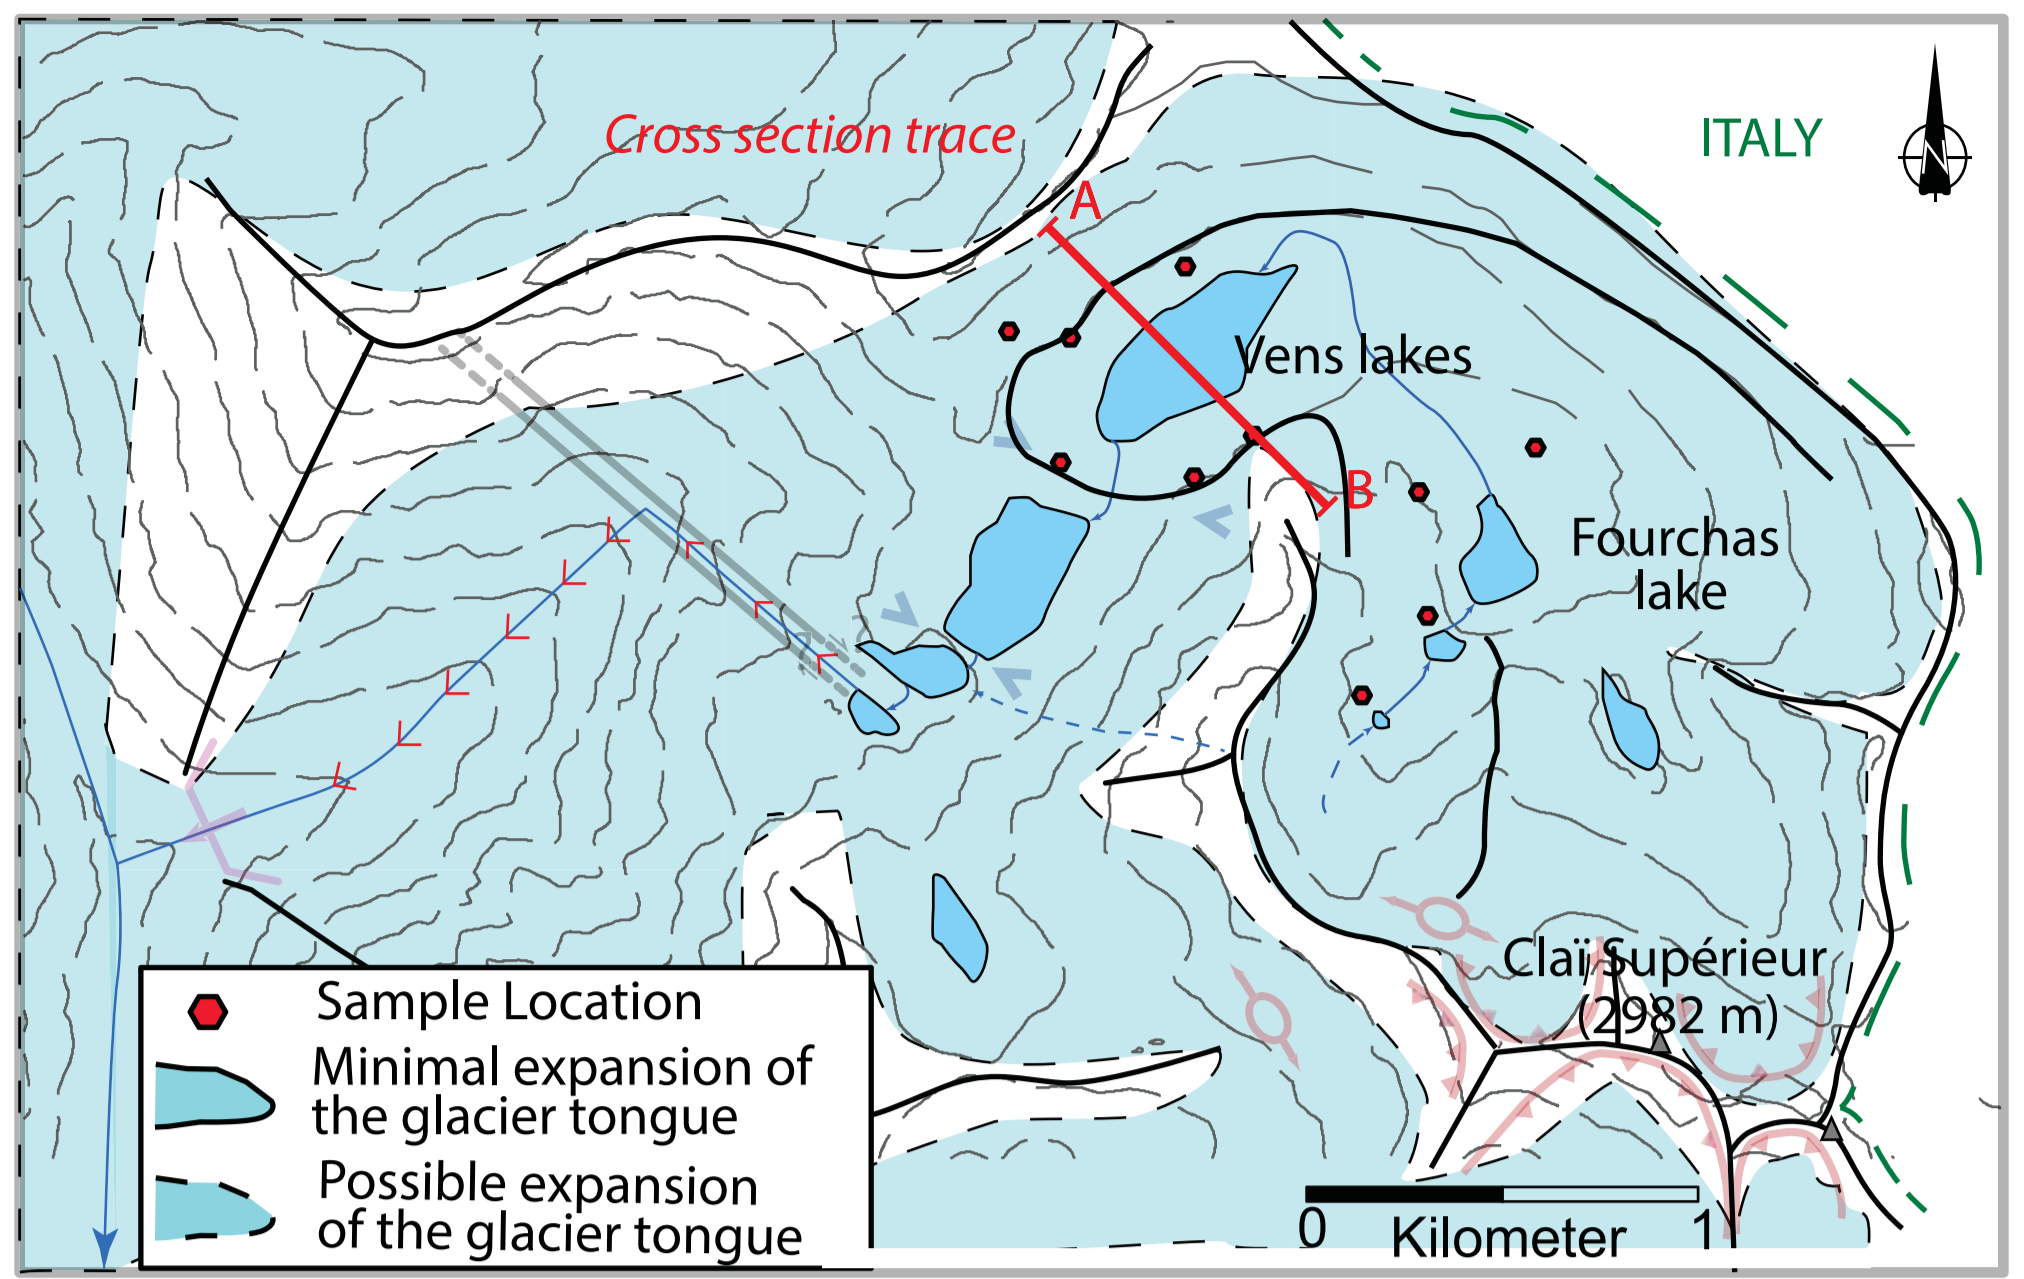 Cross section trace
ITALY
N
A
Vens lakes
B
Fourchas
lake
Claï Supérieur
(2982 m)
Sample Location
Minimal expansion of
the glacier tongue
Possible expansion
of the glacier tongue
0 1
Kilometer